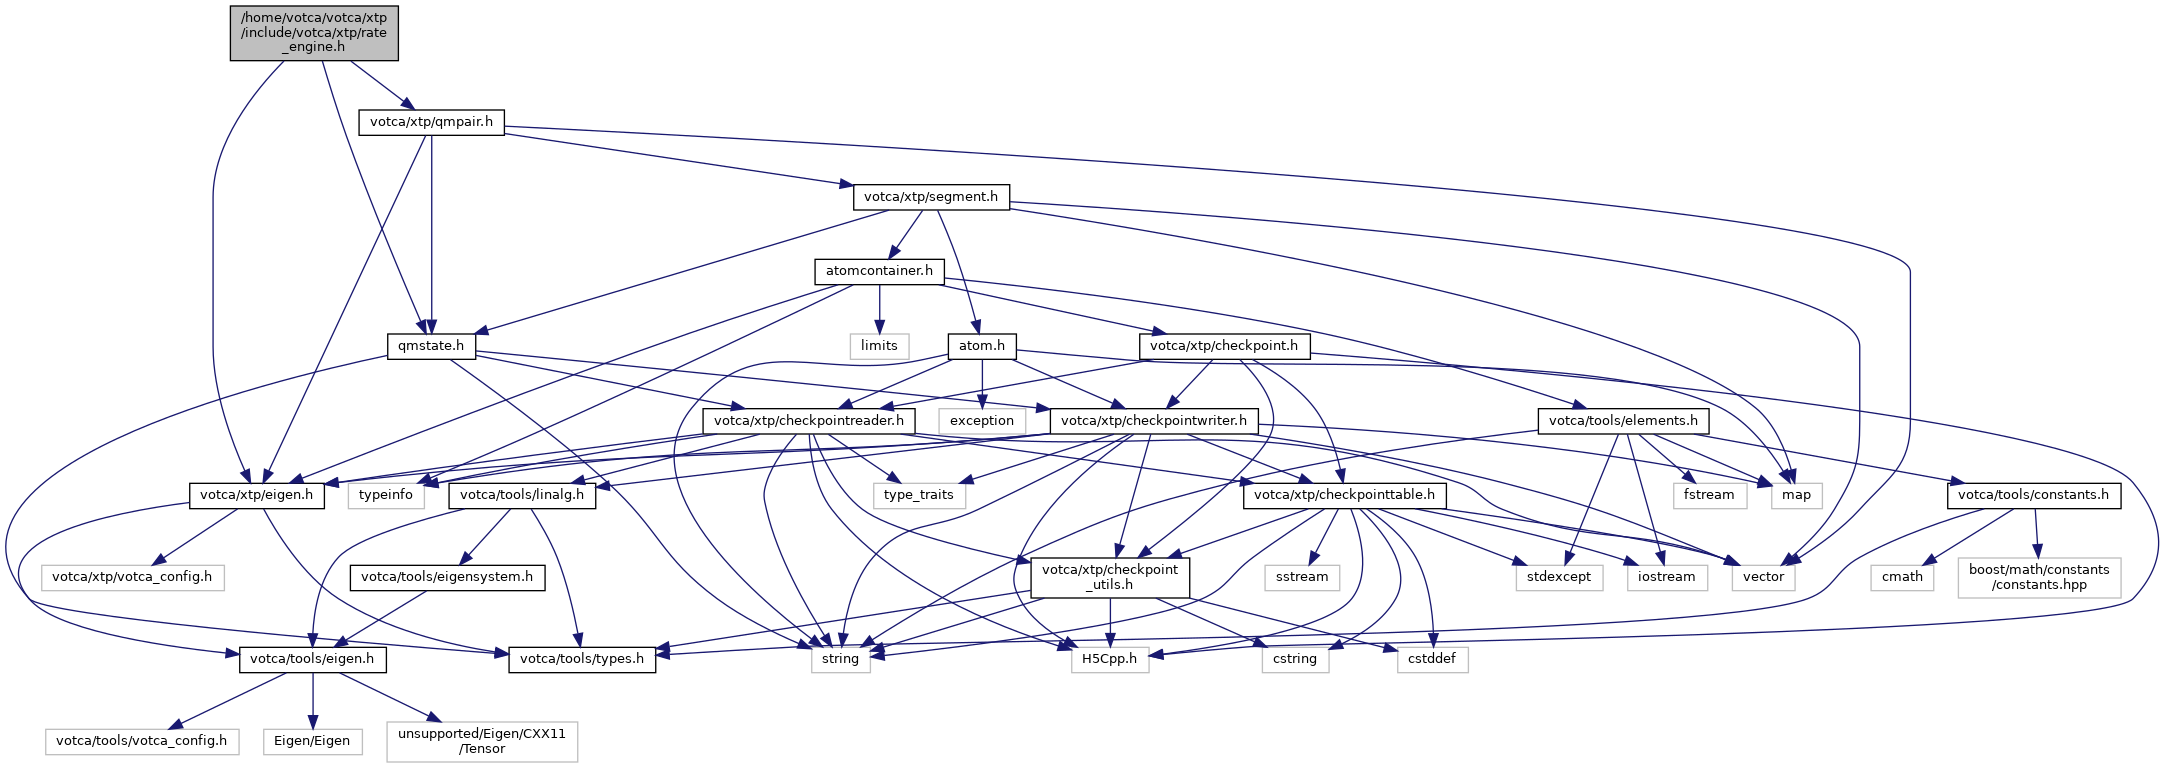 /home/votca/votca/xtp
/include/votca/xtp/rate
_engine.h
votca/xtp/qmpair.h
votca/xtp/segment.h
atomcontainer.h
qmstate.h
limits
atom.h
votca/xtp/checkpoint.h
votca/xtp/checkpointreader.h
exception
votca/xtp/checkpointwriter.h
votca/tools/elements.h
votca/xtp/eigen.h
typeinfo
votca/tools/linalg.h
type_traits
votca/xtp/checkpointtable.h
fstream
map
votca/tools/constants.h
votca/xtp/votca_config.h
votca/tools/eigensystem.h
votca/xtp/checkpoint
_utils.h
sstream
stdexcept
iostream
vector
cmath
boost/math/constants
/constants.hpp
votca/tools/eigen.h
votca/tools/types.h
string
H5Cpp.h
cstring
cstddef
votca/tools/votca_config.h
Eigen/Eigen
unsupported/Eigen/CXX11
/Tensor